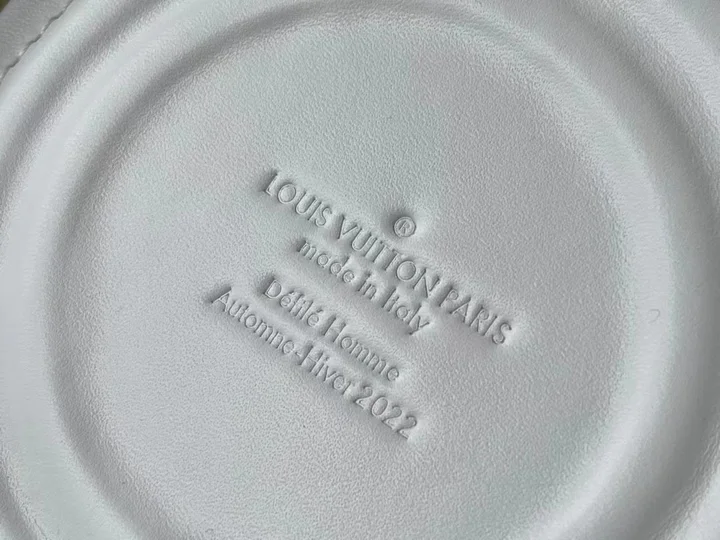 ®
LOUIS VUITTON PARIS
made in Italy
Défilé Homme
Automne-Hiver 2022